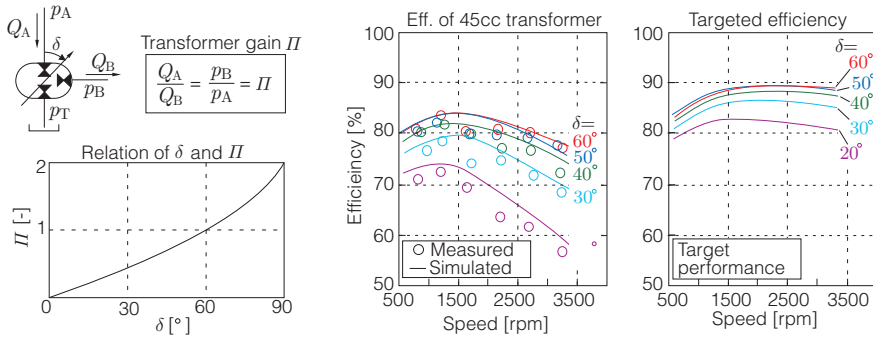 p_A
Q_A
δ
Q_B
p_B
p_T
Transformer gain Π
Q_A/Q_B = p_B/p_A = Π
Relation of δ and Π
2
1
0
Π [-]
0 30 60 90
δ [°]
Eff. of 45cc transformer
100
90
80
70
60
50
Efficieincy [%]
δ=
60°
50°
40°
30°
°
Measured
Simulated
500 1500 2500 3500
Speed [rpm]
Targeted efficiency
100
90
80
70
60
50
δ=
60°
50°
40°
30°
20°
Target
performance
500 1500 2500 3500
Speed [rpm]